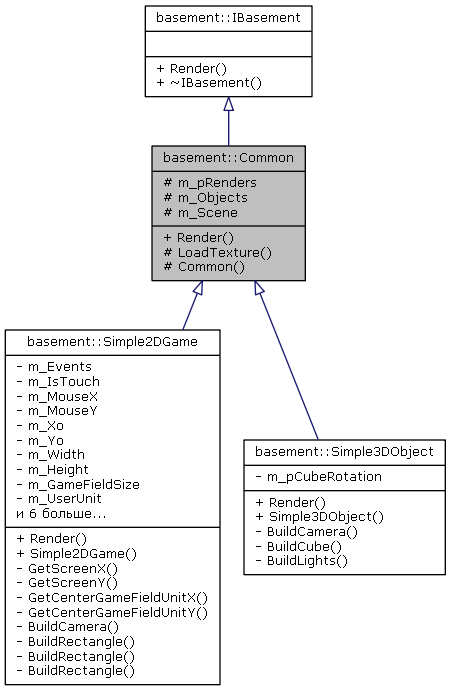 basement::IBasement
+ Render()
+ ~IBasement()
basement::Common
# m_pRenders
# m_Objects
# m_Scene
+ Render()
# LoadTexture()
# Common()
basement::Simple2DGame
- m_Events
- m_IsTouch
- m_MouseX
- m_MouseY
- m_Xo
- m_Yo
- m_Width
- m_Height
- m_GameFieldSize
- m_UserUnit
и 6 больше...
+ Render()
+ Simple2DGame()
- GetScreenX()
- GetScreenY()
- GetCenterGameFieldUnitX()
- GetCenterGameFieldUnitY()
- BuildCamera()
- BuildRectangle()
- BuildRectangle()
- BuildRectangle()
basement::Simple3DObject
- m_pCubeRotation
+ Render()
+ Simple3DObject()
- BuildCamera()
- BuildCube()
- BuildLights()